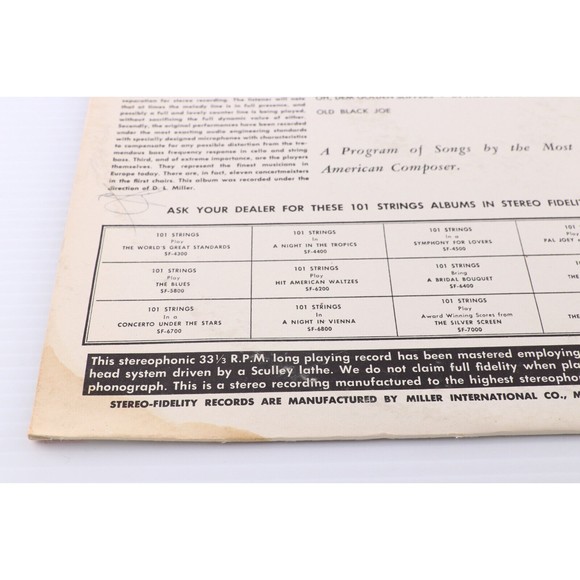 separation for stereo recording. The listener will note
that at times the melody line is in full presence, and
possibly a full and lovely counter line is being played,
without sacrificing the full dynamic value of either.
Secondly, the original performances have been recorded
under the most exacting audio engineering standards
with specially designed microphones with characteristics
to compensate for any possible distortion from the tre-
mendous bass frequency response in cello and string
bass. Third, and of extreme importance, are the players
themselves. They represent the finest musicians in
Europe today. There are, in fact, eleven concertmeisters
in the first chairs. This album was recorded under the
direction of D. L. Miller.
OH, DEM GOLDEN SLIPPERS
OLD BLACK JOE
A Program of Songs by the Most
American Composer.
ASK YOUR DEALER FOR THESE 101 STRINGS ALBUMS IN STEREO FIDELIT
101 STRINGS
Play
THE WORLD'S GREAT STANDARDS
SF-4300
101 STRINGS
In
A NIGHT IN THE TROPICS
SF-4400
101 STRINGS
In a
SYMPHONY FOR LOVERS
SF-4500
101 STRINGS
Play
PAL JOEY
101 STRINGS
Play
THE BLUES
SF-5800
101 STRINGS
Play
HIT AMERICAN WALTZES
SF-6200
101 STRINGS
Bring
A BRIDAL BOUQUET
SF-6400
101 STRINGS
In a
CONCERTO UNDER THE STARS
SF-6700
101 STRINGS
In
A NIGHT IN VIENNA
SF-6800
101 STRINGS
Play
Award Winning Scores from
THE SILVER SCREEN
SF-7000
This stereophonic 33⅓ R.P.M. long playing record has been mastered employing
head system driven by a Sculley lathe. We do not claim full fidelity when pla
phonograph. This is a stereo recording manufactured to the highest stereophot
STEREO-FIDELITY RECORDS ARE MANUFACTURED BY MILLER INTERNATIONAL CO., M